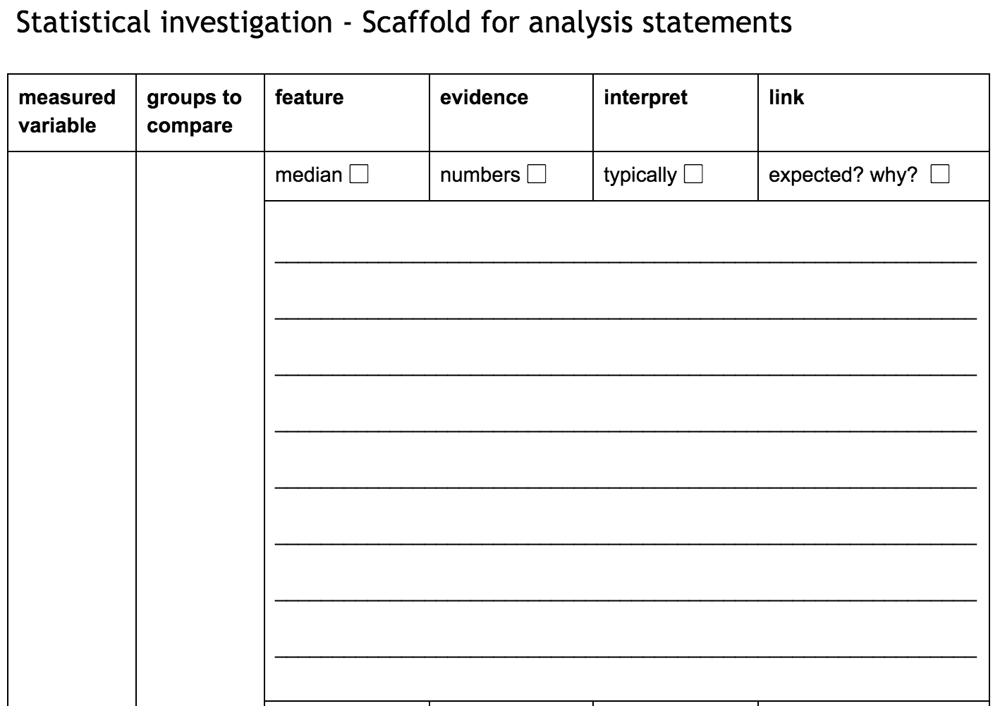 Statistical investigation - Scaffold for analysis statements
measured variable
groups to compare
feature
evidence
interpret
link
median ☐
numbers ☐
typically ☐
expected? why? ☐